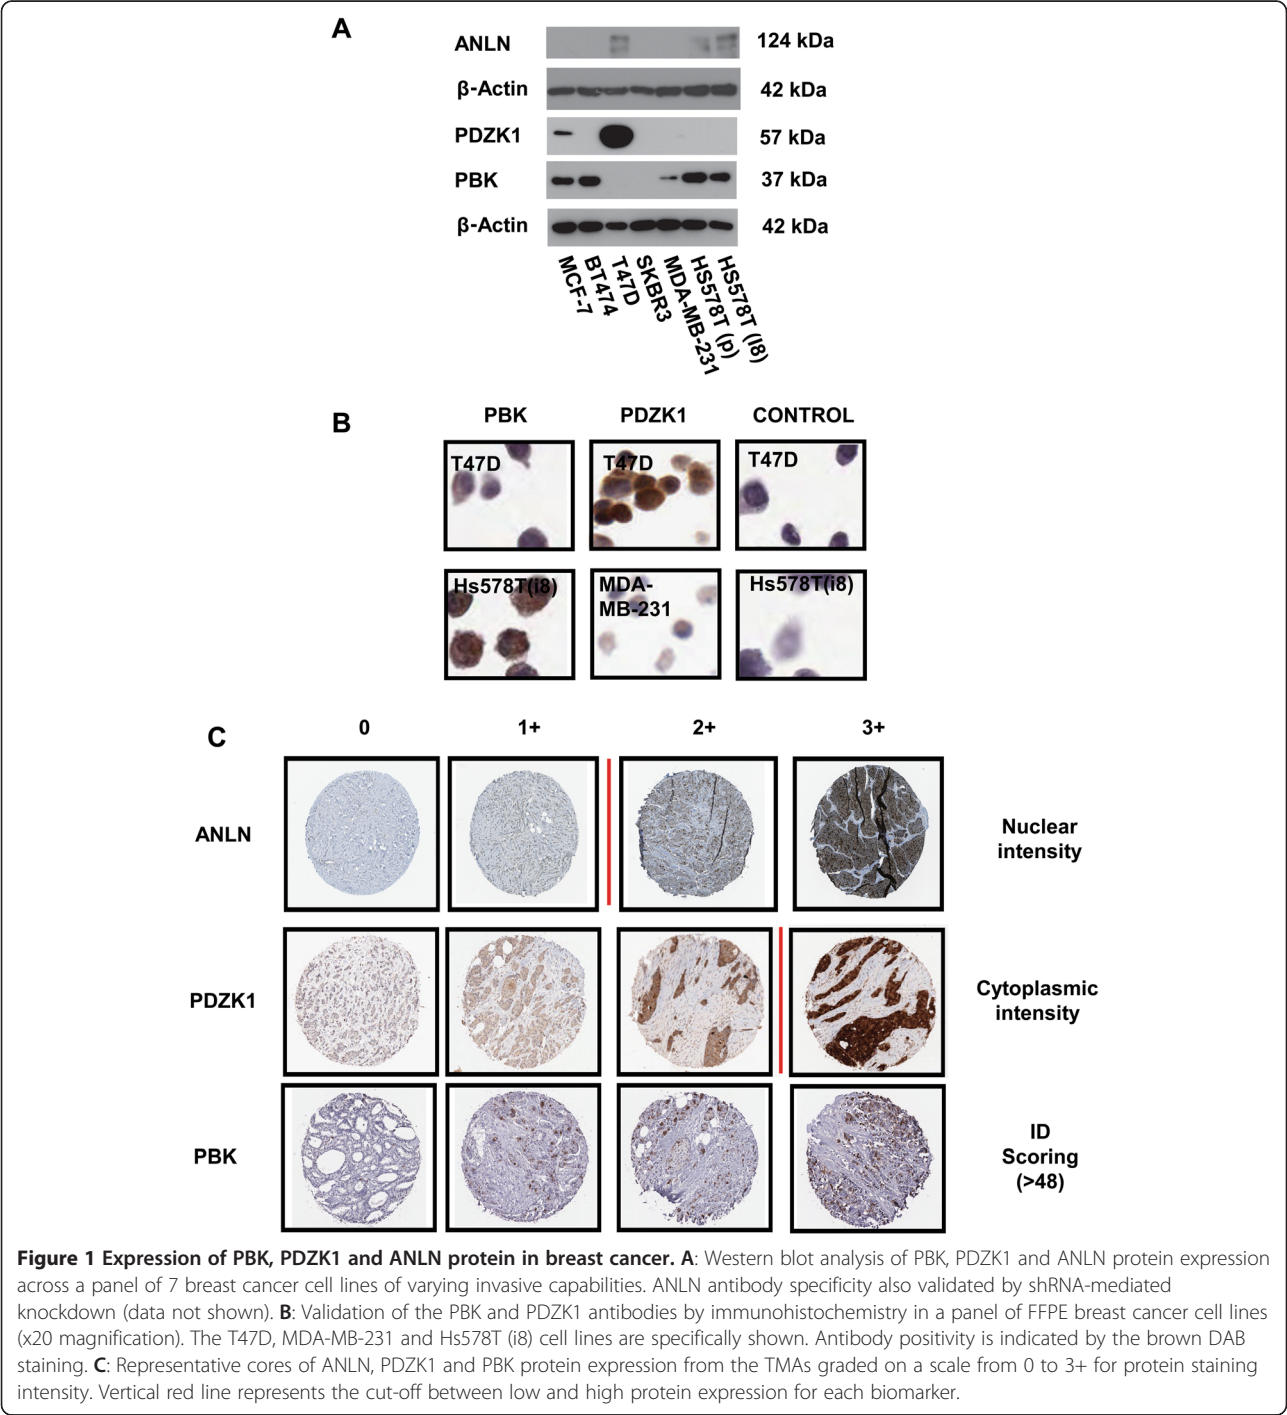 A
ANLN 124 kDa
β-Actin 42 kDa
PDZK1 57 kDa
PBK 37 kDa
β-Actin 42 kDa
MCF-7
BT474
T47D
SKBR3
MDA-MB-231
HS578T (p)
HS578T (I8)
B
PBK PDZK1 CONTROL
T47D T47D T47D
Hs578T(i8) MDA- Hs578T(i8)
MB-231
C
0 1+ 2+ 3+
ANLN
Nuclear
intensity
PDZK1
Cytoplasmic
intensity
PBK
ID
Scoring
(>48)
Figure 1 Expression of PBK, PDZK1 and ANLN protein in breast cancer. A: Western blot analysis of PBK, PDZK1 and ANLN protein expression
across a panel of 7 breast cancer cell lines of varying invasive capabilities. ANLN antibody specificity also validated by shRNA-mediated
knockdown (data not shown). B: Validation of the PBK and PDZK1 antibodies by immunohistochemistry in a panel of FFPE breast cancer cell lines
(x20 magnification). The T47D, MDA-MB-231 and Hs578T (i8) cell lines are specifically shown. Antibody positivity is indicated by the brown DAB
staining. C: Representative cores of ANLN, PDZK1 and PBK protein expression from the TMAs graded on a scale from 0 to 3+ for protein staining
intensity. Vertical red line represents the cut-off between low and high protein expression for each biomarker.